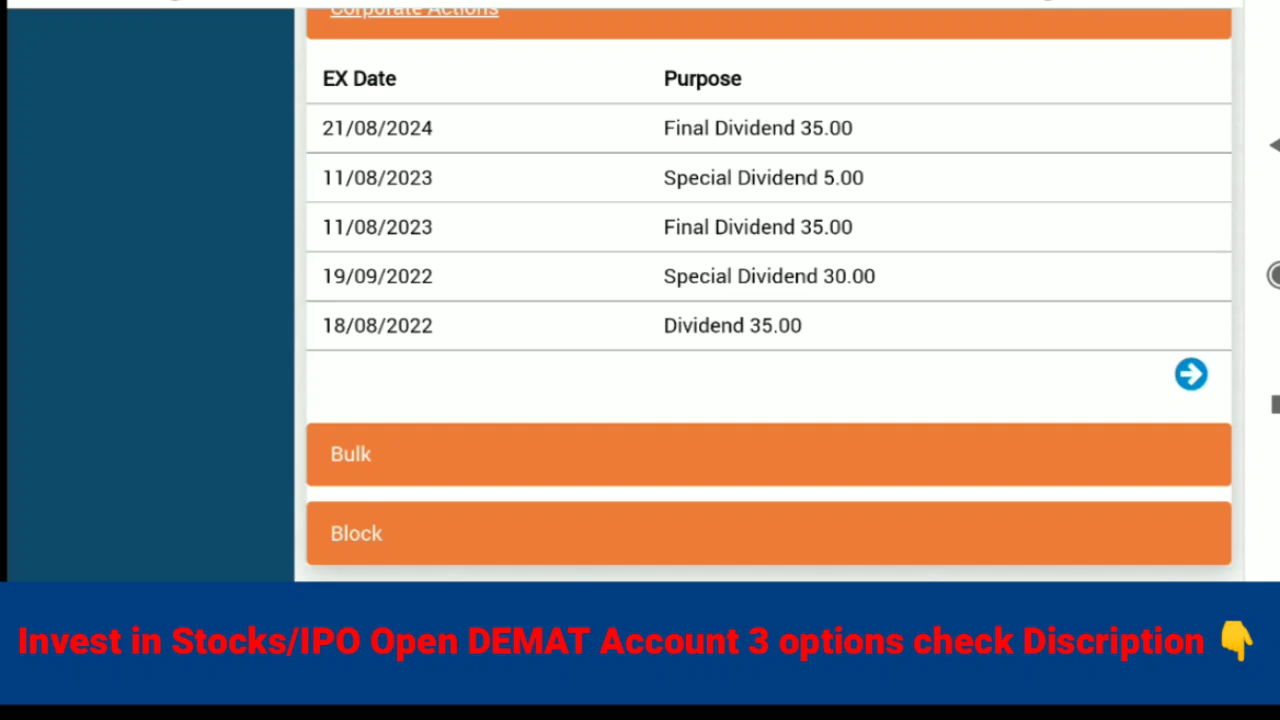 Corporate Actions
EX Date Purpose
21/08/2024 Final Dividend 35.00
11/08/2023 Special Dividend 5.00
11/08/2023 Final Dividend 35.00
19/09/2022 Special Dividend 30.00
18/08/2022 Dividend 35.00
Bulk
Block
Invest in Stocks/IPO Open DEMAT Account 3 options check Discription 👇